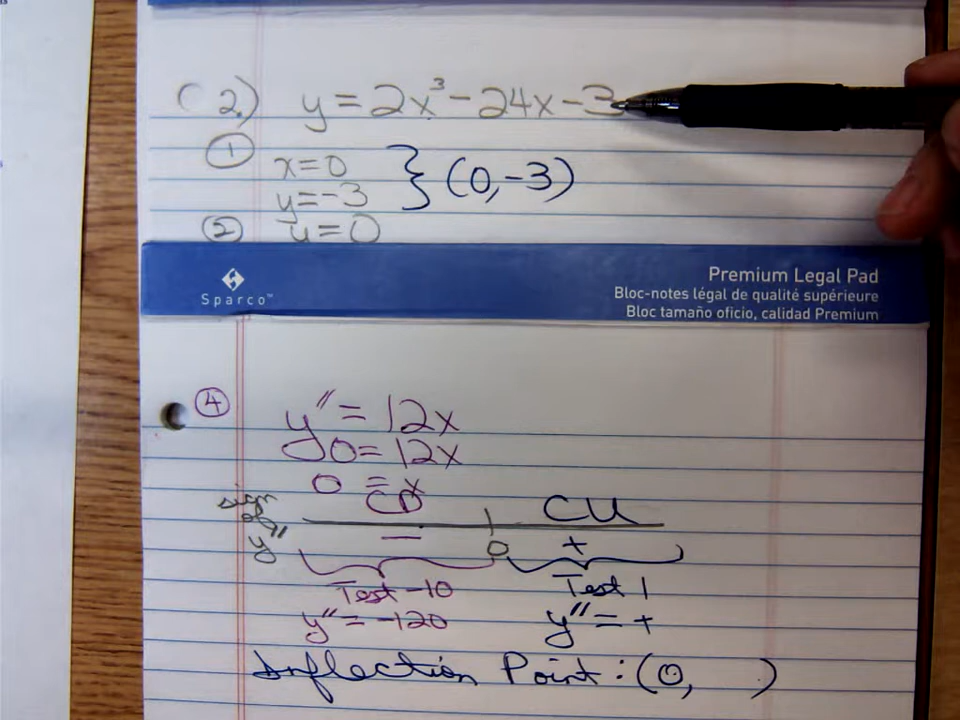 ( 2.) y = 2x³ - 24x - 3
① x = 0
y = -3 } (0, -3)
② y = 0
Sparco™
Premium Legal Pad
Bloc-notes légal de qualité supérieure
Bloc tamaño oficio, calidad Premium
④ y" = 12x
0 = 12x
0 = x
CD CU
sign of y" — 0 +
Test -10 Test 1
y" = -120 y" = +
Inflection Point: (0, )